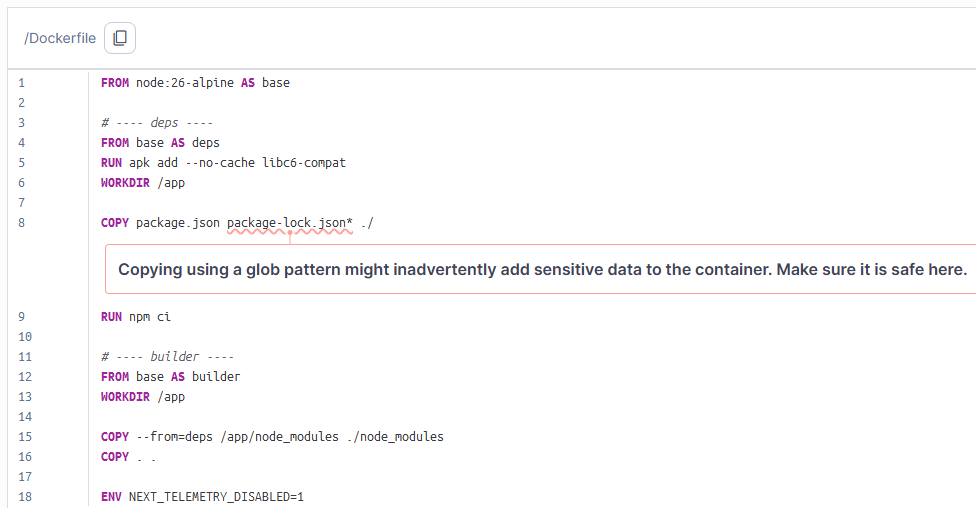 /Dockerfile
1 FROM node:26-alpine AS base
2
3 # ---- deps ----
4 FROM base AS deps
5 RUN apk add --no-cache libc6-compat
6 WORKDIR /app
7
8 COPY package.json package-lock.json* ./
Copying using a glob pattern might inadvertently add sensitive data to the container. Make sure it is safe here.
9 RUN npm ci
10
11 # ---- builder ----
12 FROM base AS builder
13 WORKDIR /app
14
15 COPY --from=deps /app/node_modules ./node_modules
16 COPY . .
17
18 ENV NEXT_TELEMETRY_DISABLED=1